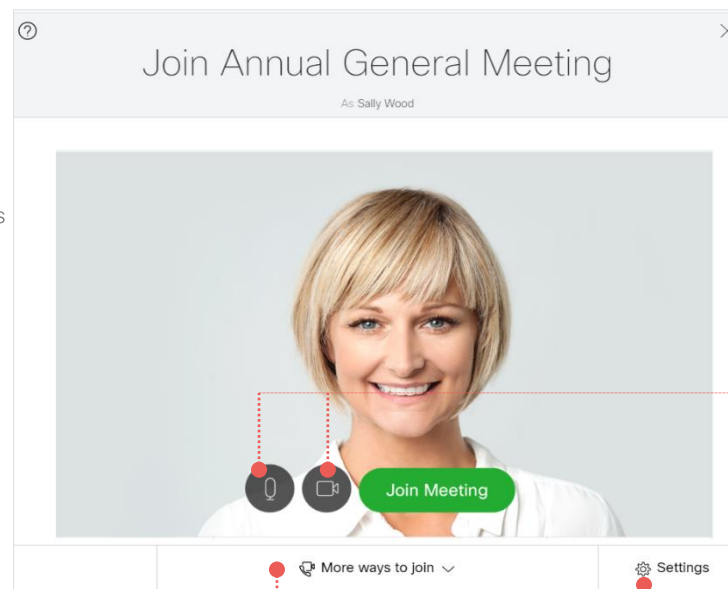 Join Annual General Meeting
As Sally Wood
s
Join Meeting
More ways to join
Settings